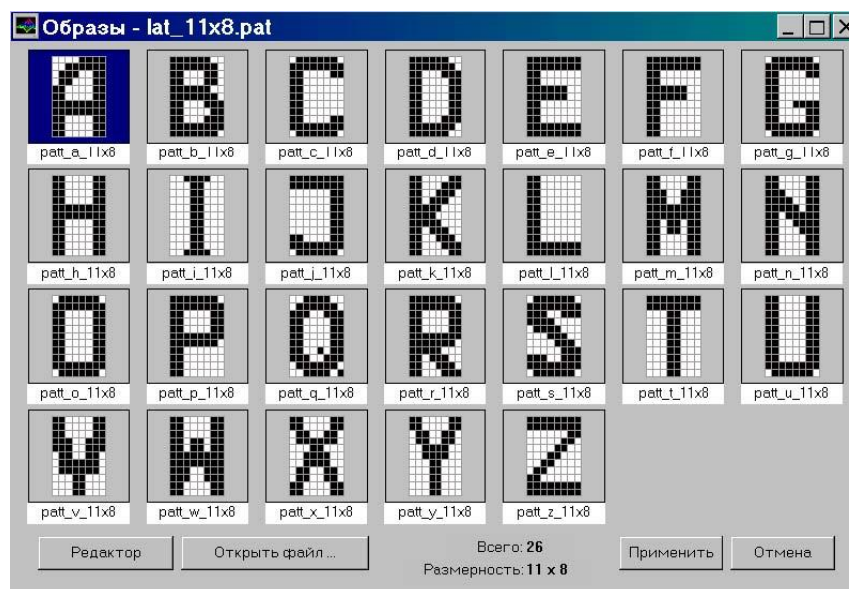 Образы - lat_11x8.pat
patt_a_11x8 patt_b_11x8 patt_c_11x8 patt_d_11x8 patt_e_11x8 patt_f_11x8 patt_g_11x8
patt_h_11x8 patt_i_11x8 patt_j_11x8 patt_k_11x8 patt_l_11x8 patt_m_11x8 patt_n_11x8
patt_o_11x8 patt_p_11x8 patt_q_11x8 patt_r_11x8 patt_s_11x8 patt_t_11x8 patt_u_11x8
patt_v_11x8 patt_w_11x8 patt_x_11x8 patt_y_11x8 patt_z_11x8
Редактор Открыть файл ... Всего: 26 Применить Отмена
Размерность: 11 x 8